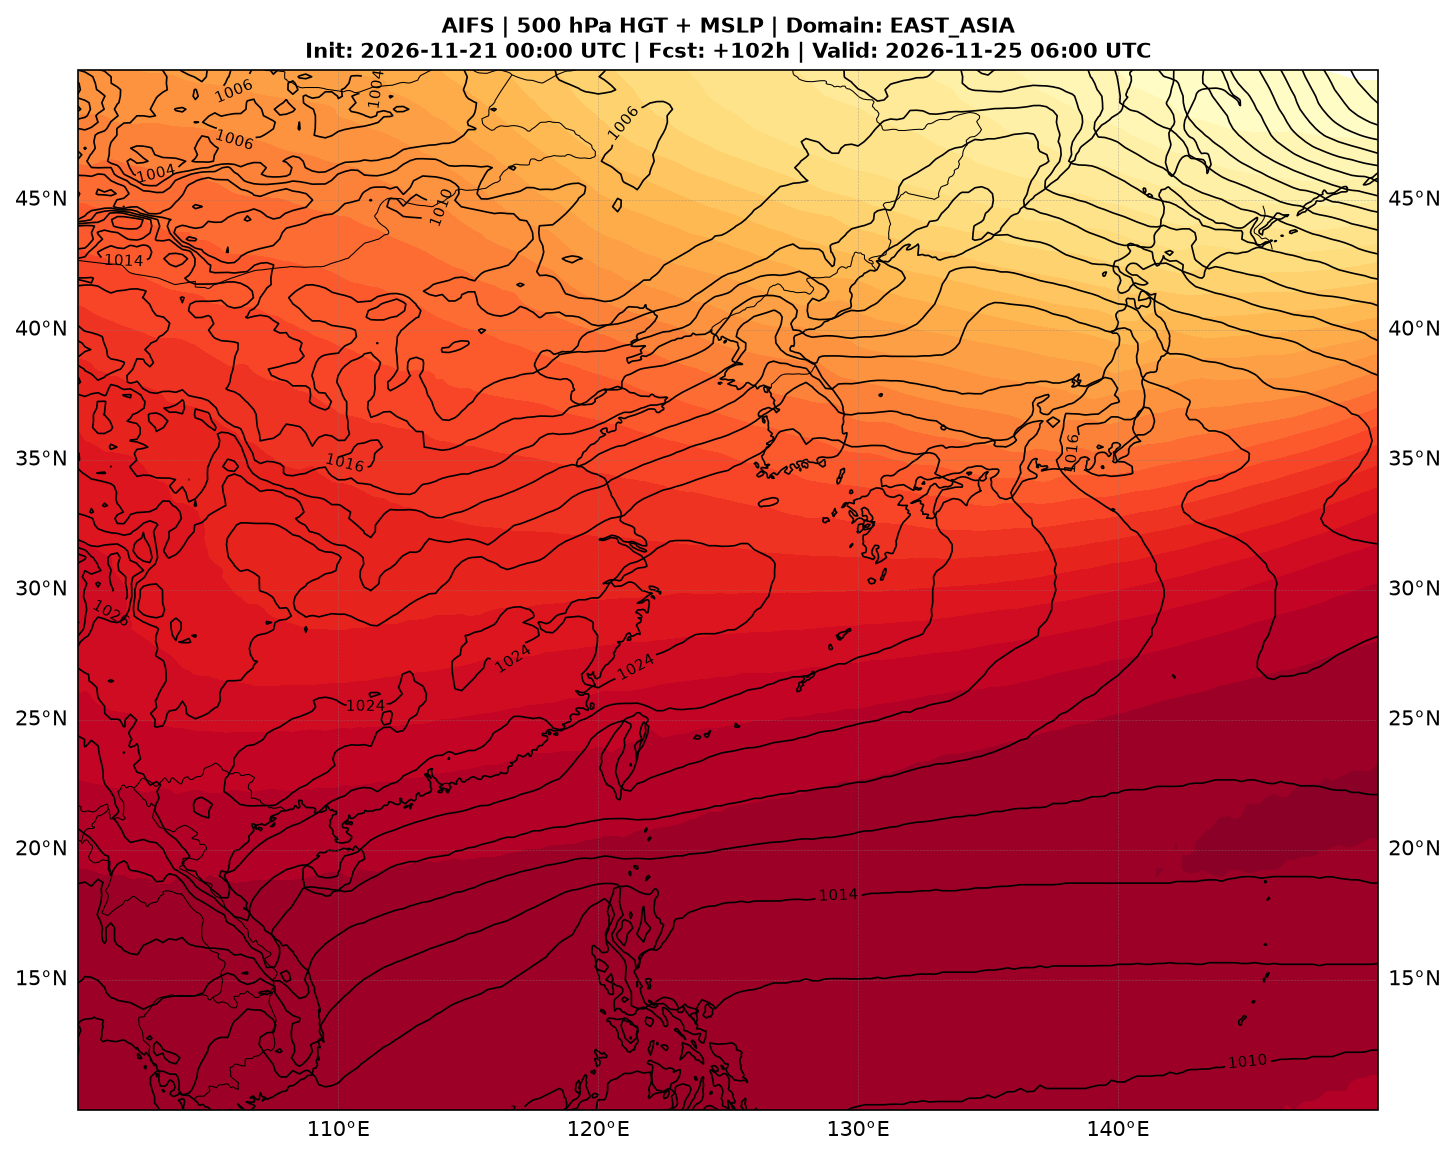 AIFS | 500 hPa HGT + MSLP | Domain: EAST_ASIA
Init: 2026-11-21 00:00 UTC | Fcst: +102h | Valid: 2026-11-25 06:00 UTC
1006
1004
1006
1006
1004
45°N
1010
45°N
1014
40°N
40°N
1016
35°N
1016
35°N
30°N
30°N
1026
1024
1024
1024
25°N
25°N
20°N
20°N
1014
15°N
15°N
1010
110°E
120°E
130°E
140°E